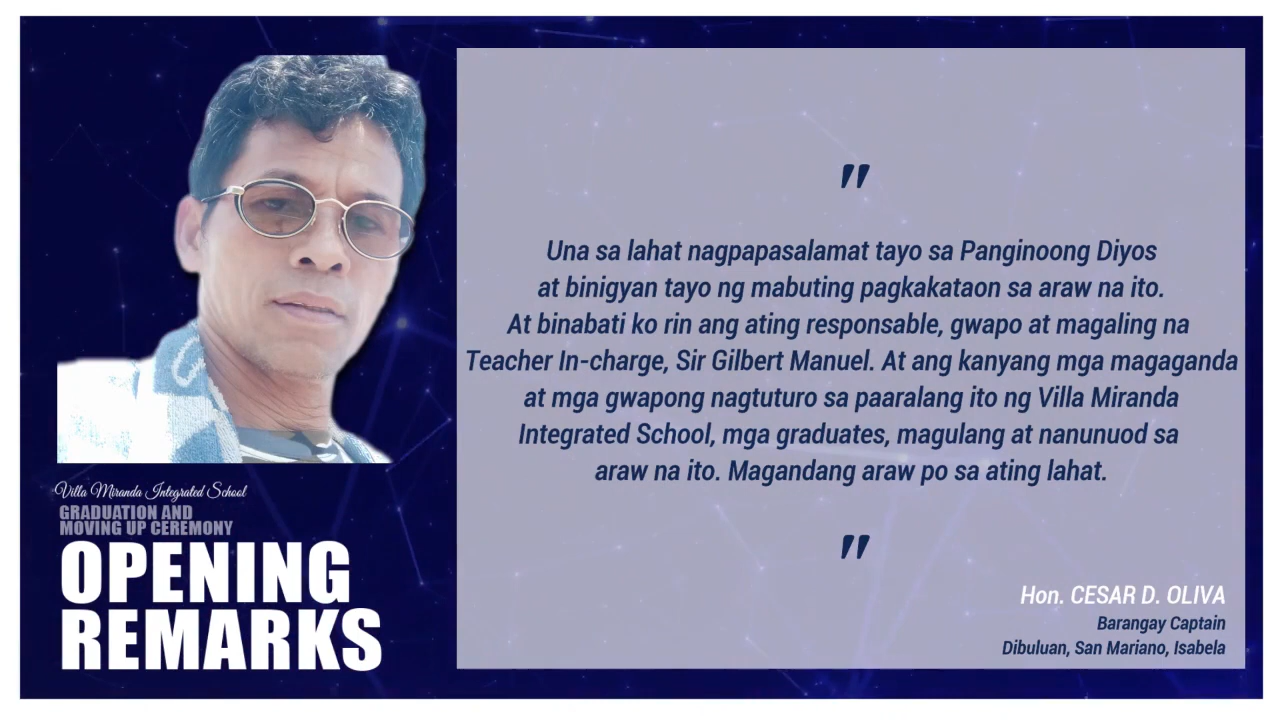 Villa Miranda Integrated School
GRADUATION AND
MOVING UP CEREMONY
OPENING
REMARKS
"
Una sa lahat nagpapasalamat tayo sa Panginoong Diyos
at binigyan tayo ng mabuting pagkakataon sa araw na ito.
At binabati ko rin ang ating responsable, gwapo at magaling na
Teacher In-charge, Sir Gilbert Manuel. At ang kanyang mga magaganda
at mga gwapong nagtuturo sa paaralang ito ng Villa Miranda
Integrated School, mga graduates, magulang at nanunuod sa
araw na ito. Magandang araw po sa ating lahat.
"
Hon. CESAR D. OLIVA
Barangay Captain
Dibuluan, San Mariano, Isabela